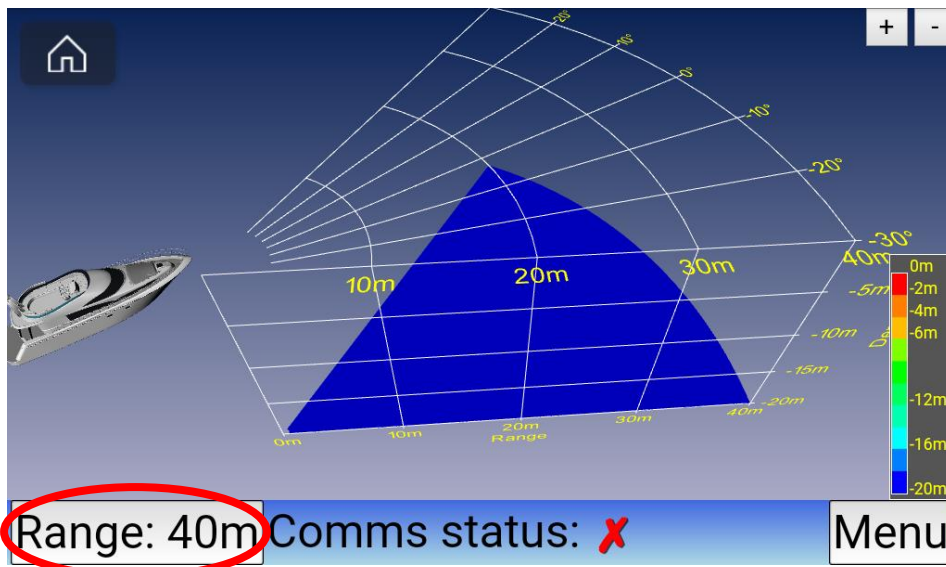 + -
20°
10°
0°
-10°
-20°
-30°
10m 20m 30m 40m
-5m
-10m
-15m
-20m
0m 10m 20m 30m 40m
Range
0m
-2m
-4m
-6m
-12m
-16m
-20m
Range: 40m Comms status: ✗ Menu